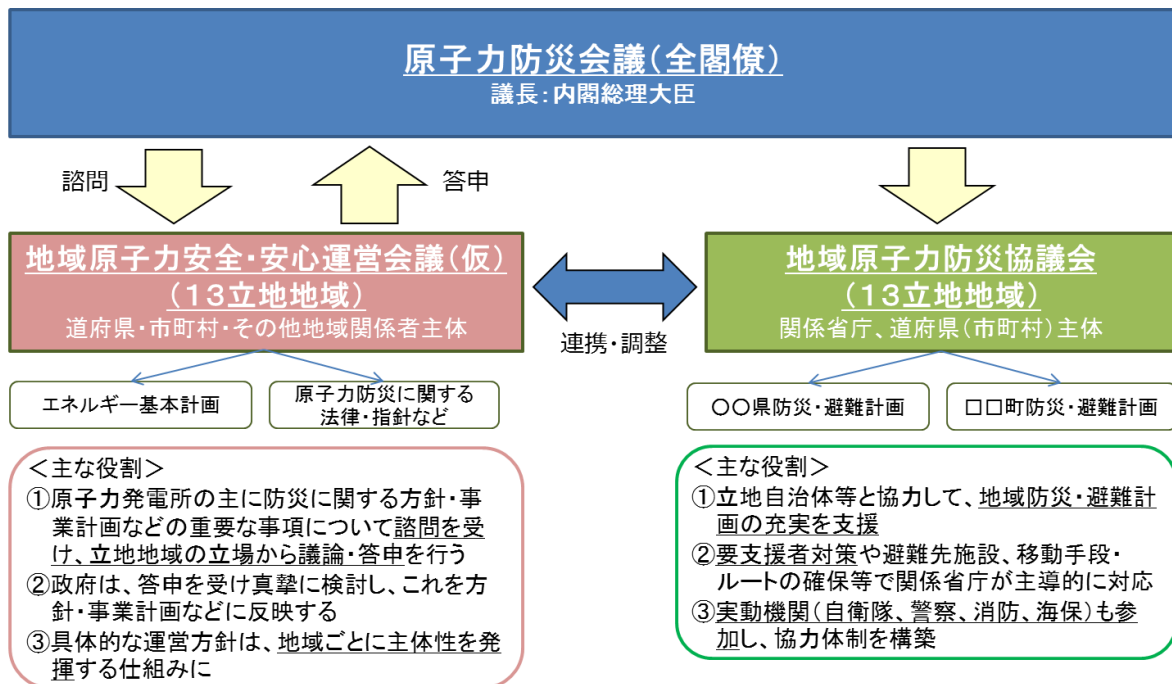 原子力防災会議(全閣僚)
議長:内閣総理大臣
諮問
答申
地域原子力安全・安心運営会議(仮)
(13立地地域)
道府県・市町村・その他地域関係者主体
連携・調整
地域原子力防災協議会
(13立地地域)
関係省庁、道府県(市町村)主体
エネルギー基本計画
原子力防災に関する
法律・指針など
〇〇県防災・避難計画
□□町防災・避難計画
<主な役割>
①原子力発電所の主に防災に関する方針・事
業計画などの重要な事項について諮問を受
け、立地地域の立場から議論・答申を行う
②政府は、答申を受け真摯に検討し、これを方
針・事業計画などに反映する
③具体的な運営方針は、地域ごとに主体性を発
揮する仕組みに
<主な役割>
①立地自治体等と協力して、地域防災・避難計
画の充実を支援
②要支援者対策や避難先施設、移動手段・
ルートの確保等で関係省庁が主導的に対応
③実動機関(自衛隊、警察、消防、海保)も参
加し、協力体制を構築